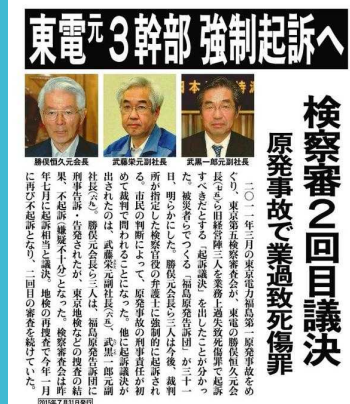 東電元3幹部 強制起訴へ
検察審2回目議決
原発事故で業過致死傷罪
勝俣恒久元会長
武藤栄元副社長
武黒一郎元副社長
二〇一一年三月の東京電力福島第一原発事故をめ
ぐり、東京第五検察審査会が、東電の勝俣恒久元会
長(七五)ら旧経営陣三人を業務上過失致死傷罪で起訴
すべきだとする「起訴議決」を出したことが分かっ
た。被災者らでつくる「福島原発告訴団」が三十一
日、明らかにした。勝俣元会長ら三人は今後、裁判
所が指定した検察官役の弁護士に強制的に起訴され
る。市民の判断によって、原発事故の刑事責任が初
めて裁判で問われることになった。他に起訴議決が
出されたのは、武藤栄元副社長(六五)、武黒一郎元副
社長(六九)。勝俣元会長ら三人は、福島原発告訴団に
刑事告訴・告発されたが、東京地検などの捜査の結
果、不起訴(嫌疑不十分)となった。検察審査会は昨
年七月に起訴相当と議決。地検の再捜査で今年一月
に再び不起訴となり、二回目の審査を続けていた。
2015年7月31日発行